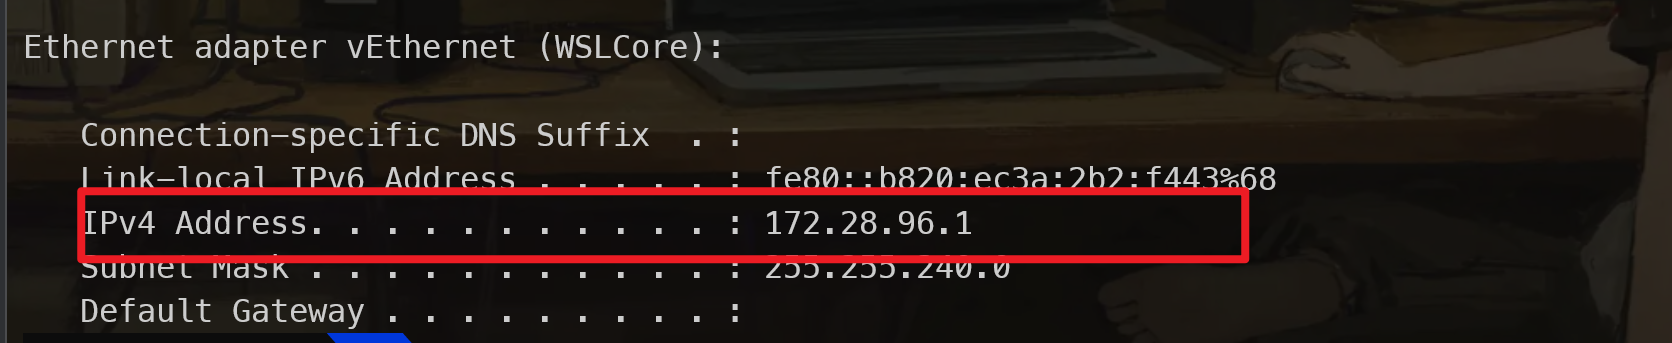 Ethernet adapter vEthernet (WSLCore):
Connection-specific DNS Suffix  . :
Link-local IPv6 Address . . . . . : fe80::b820:ec3a:2b2:f443%68
IPv4 Address. . . . . . . . . . . : 172.28.96.1
Subnet Mask . . . . . . . . . . . : 255.255.240.0
Default Gateway . . . . . . . . . :